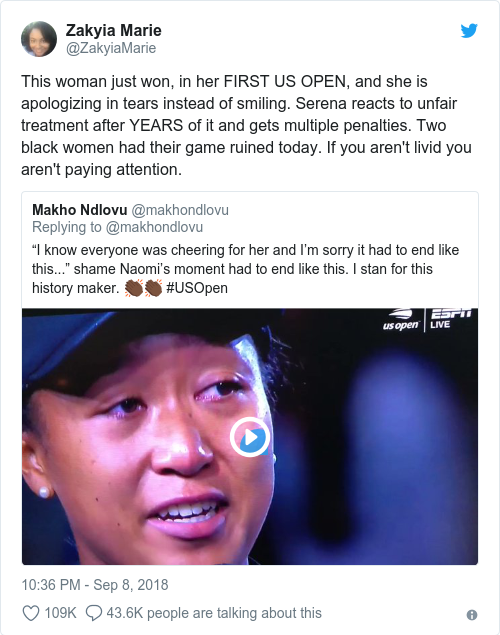 Zakyia Marie
@ZakyiaMarie
This woman just won, in her FIRST US OPEN, and she is
apologizing in tears instead of smiling. Serena reacts to unfair
treatment after YEARS of it and gets multiple penalties. Two
black women had their game ruined today. If you aren't livid you
aren't paying attention.
Makho Ndlovu @makhondlovu
Replying to @makhondlovu
“I know everyone was cheering for her and I’m sorry it had to end like
this...” shame Naomi’s moment had to end like this. I stan for this
history maker. 👏🏿👏🏿 #USOpen
us open
ESPN
LIVE
10:36 PM - Sep 8, 2018
109K 43.6K people are talking about this